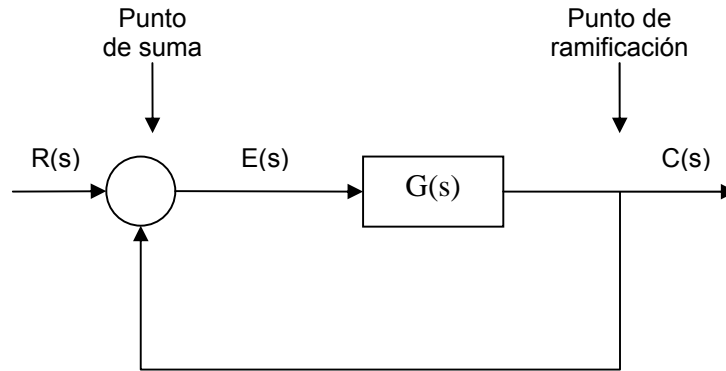 Punto
de suma
Punto de
ramificación
R(s)
E(s)
G(s)
C(s)